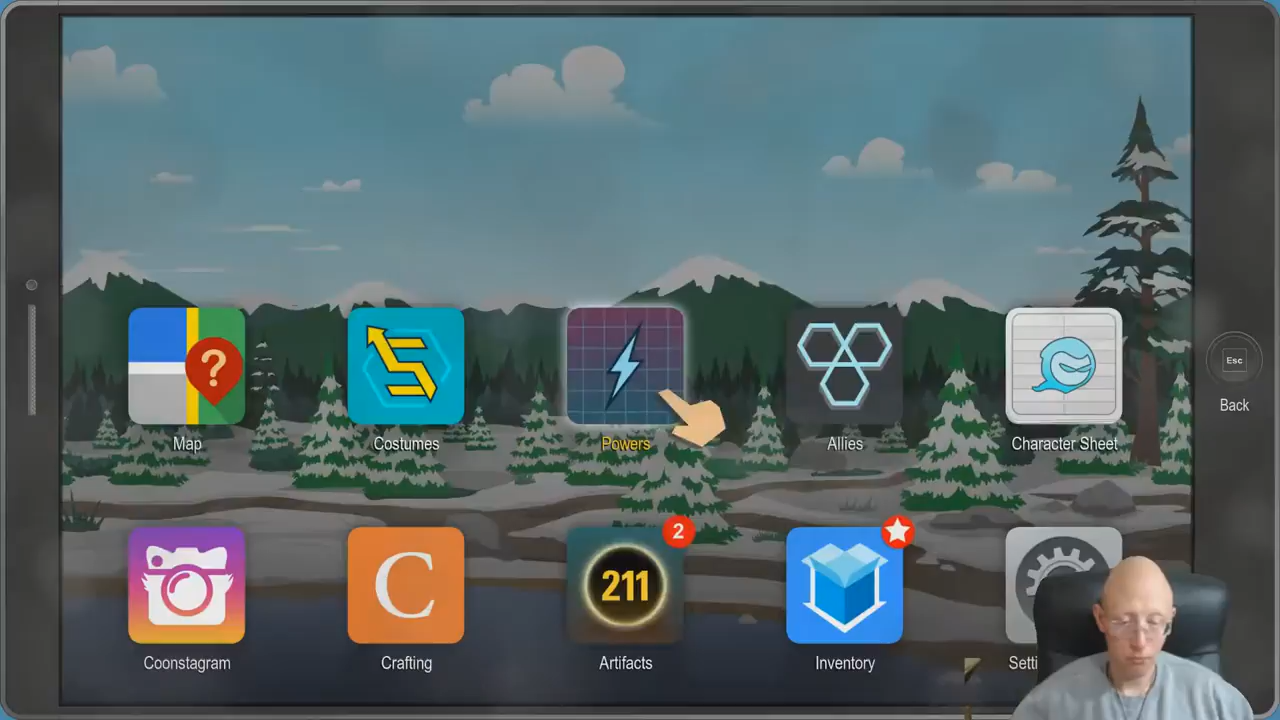 Esc
?
Map
Costumes
Powers
Allies
Character Sheet
Back
2
C
211
Coonstagram
Crafting
Artifacts
Inventory